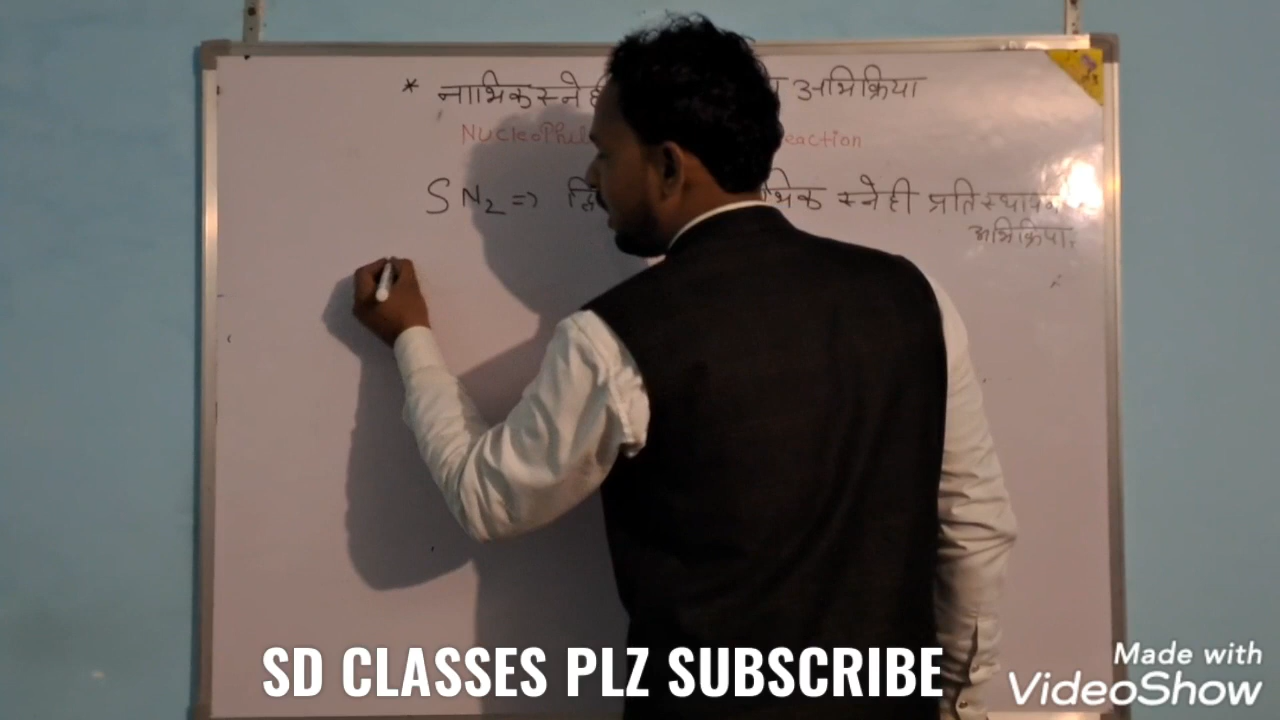 * नाभिकस्नेही अभिक्रिया
NucleoPhil eaction
SN₂ => नाभिक स्नेही प्रतिस्थापन
अभिक्रिया
SD CLASSES PLZ SUBSCRIBE
Made with
VideoShow